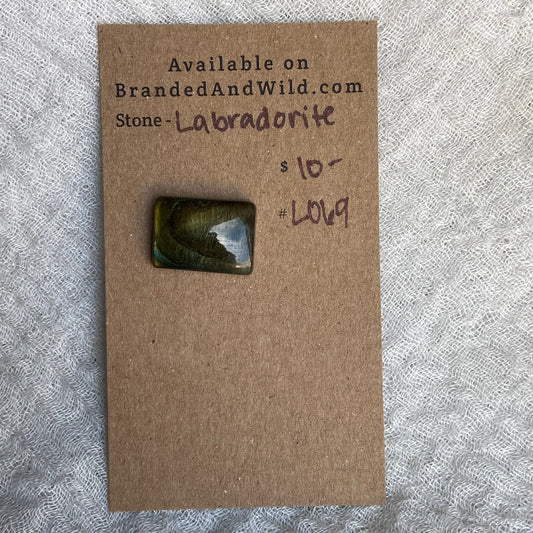 Available on
BrandedAndWild.com
Stone - Labradorite
$ 10-
# L069